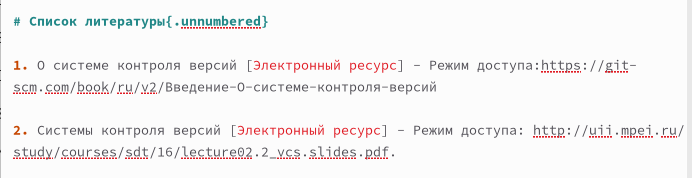 # Список литературы{.unnumbered}
1. О системе контроля версий [Электронный ресурс] – Режим доступа:https://git-
scm.com/book/ru/v2/Введение-О-системе-контроля-версий
2. Системы контроля версий [Электронный ресурс] – Режим доступа: http://uii.mpei.ru/
study/courses/sdt/16/lecture02.2_vcs.slides.pdf.